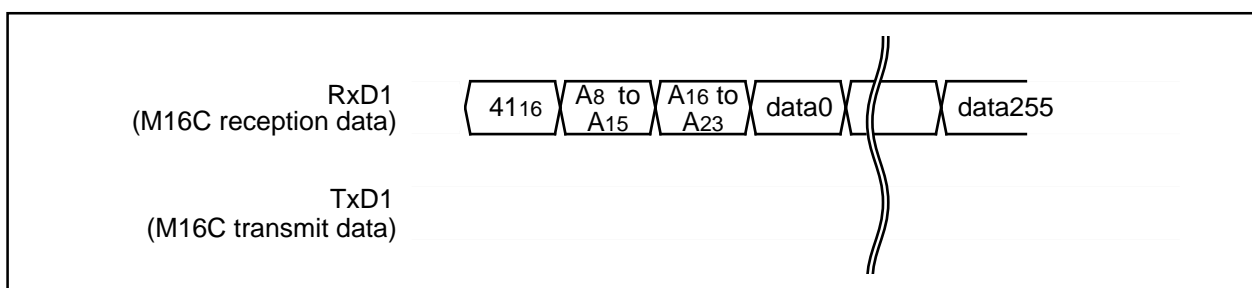 RxD1
(M16C reception data)
4116
A8 to
A15
A16 to
A23
data0
data255
TxD1
(M16C transmit data)